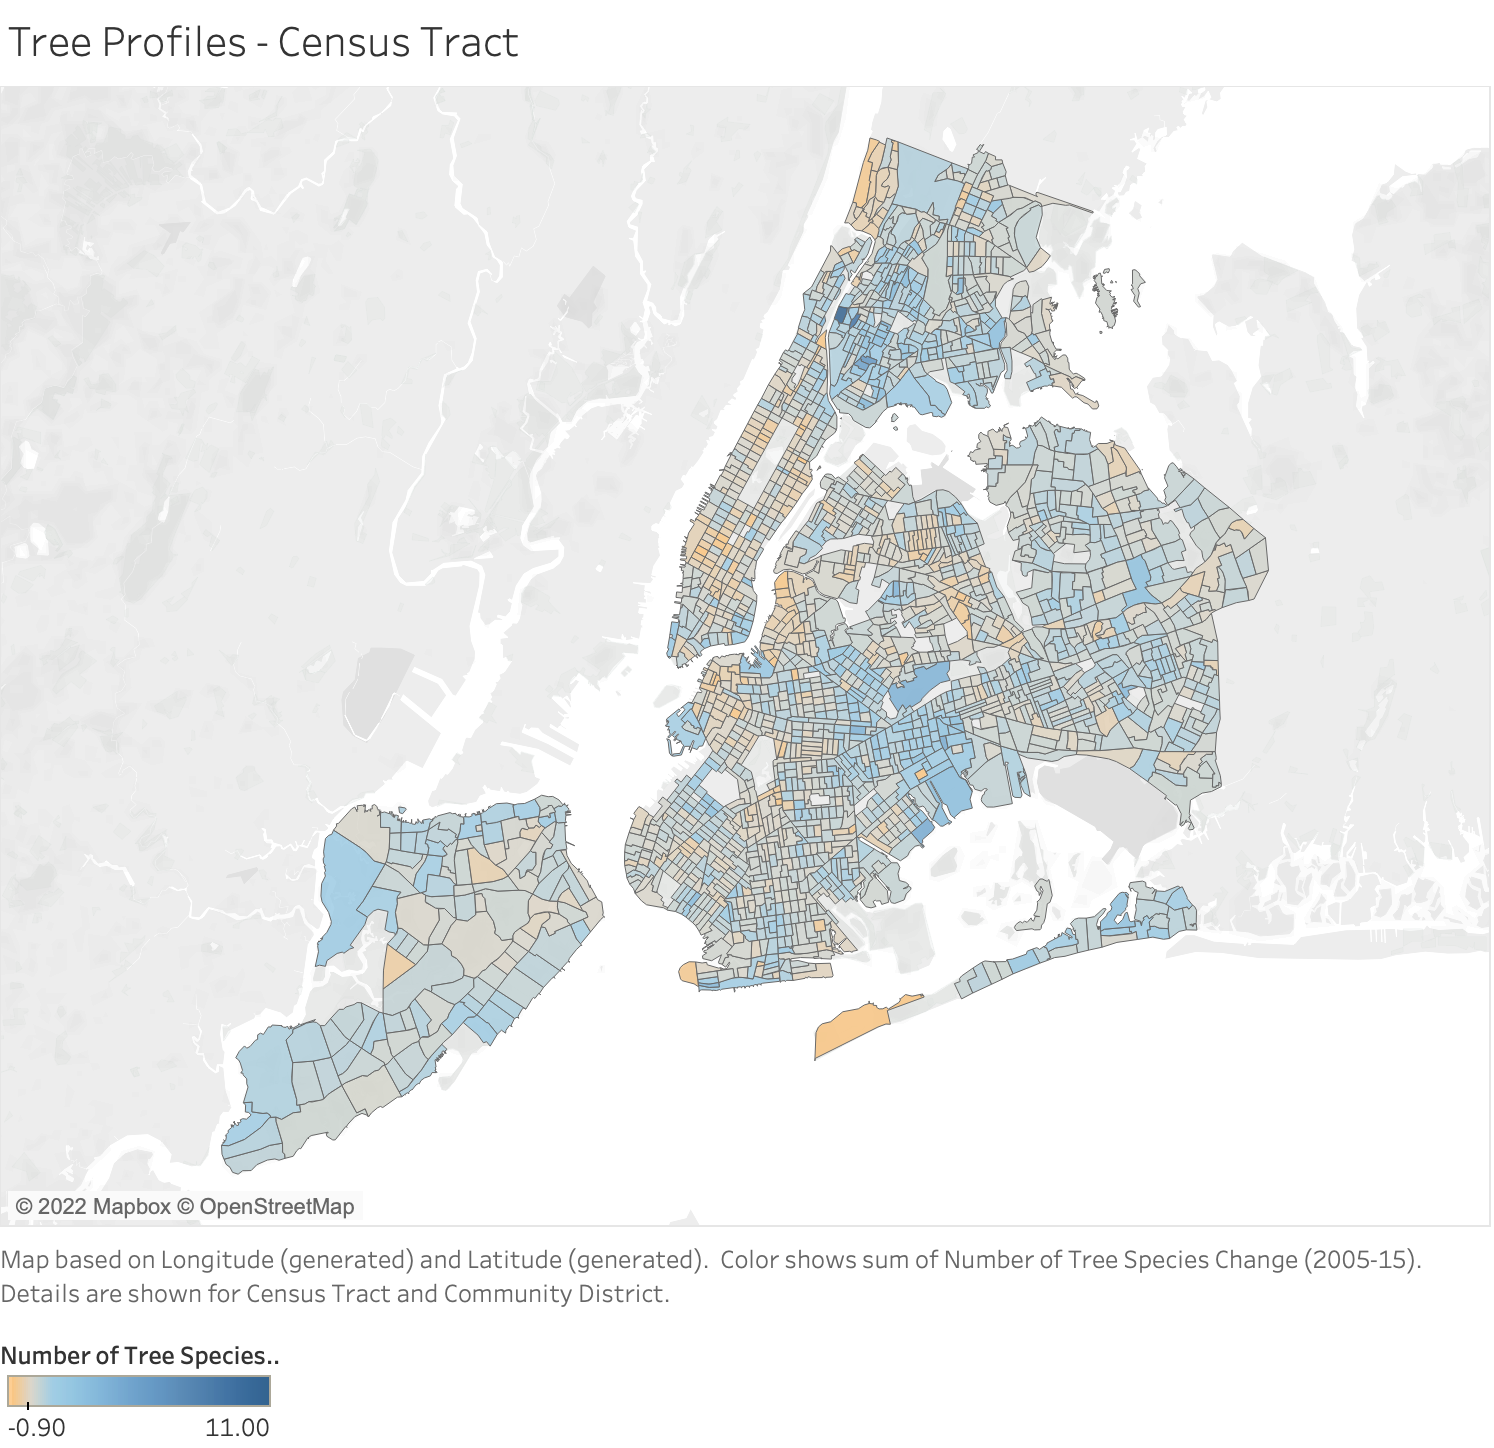 Tree Profiles - Census Tract
© 2022 Mapbox © OpenStreetMap
Map based on Longitude (generated) and Latitude (generated).  Color shows sum of Number of Tree Species Change (2005-15).
Details are shown for Census Tract and Community District.
Number of Tree Species..
-0.90 11.00